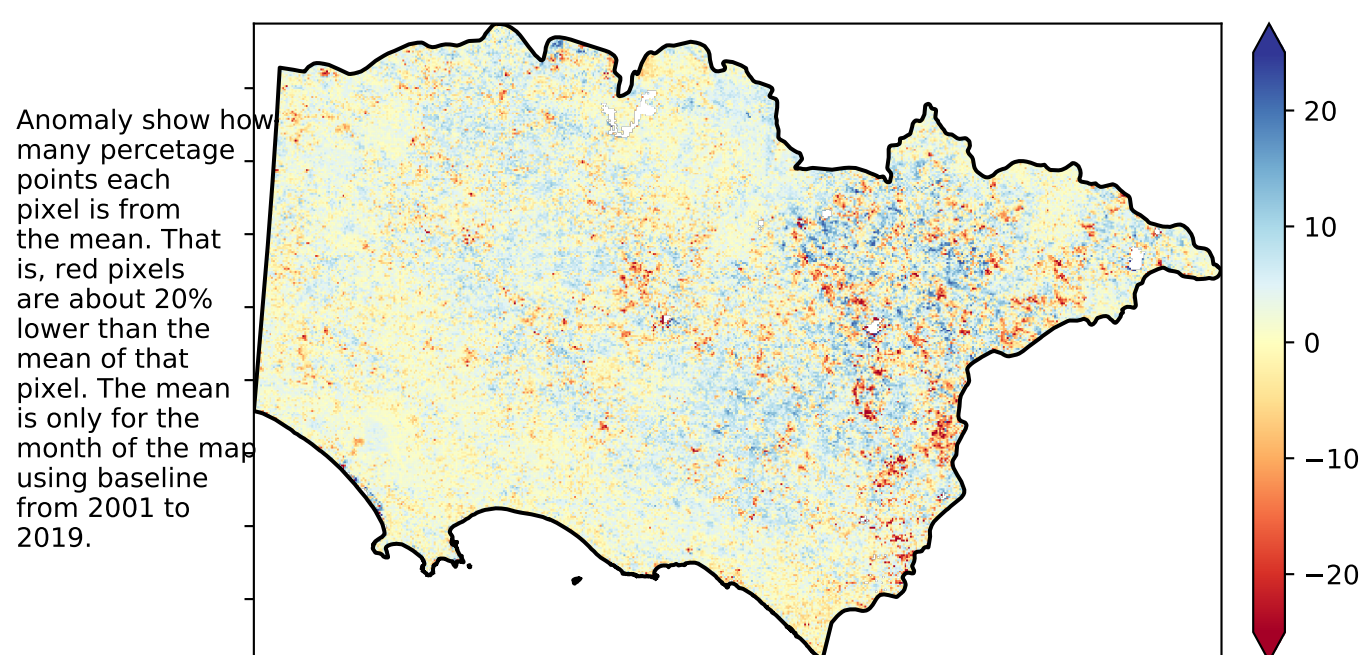 Anomaly show how
many percetage
points each
pixel is from
the mean. That
is, red pixels
are about 20%
lower than the
mean of that
pixel. The mean
is only for the
month of the map
using baseline
from 2001 to
2019.
20
10
0
−10
−20